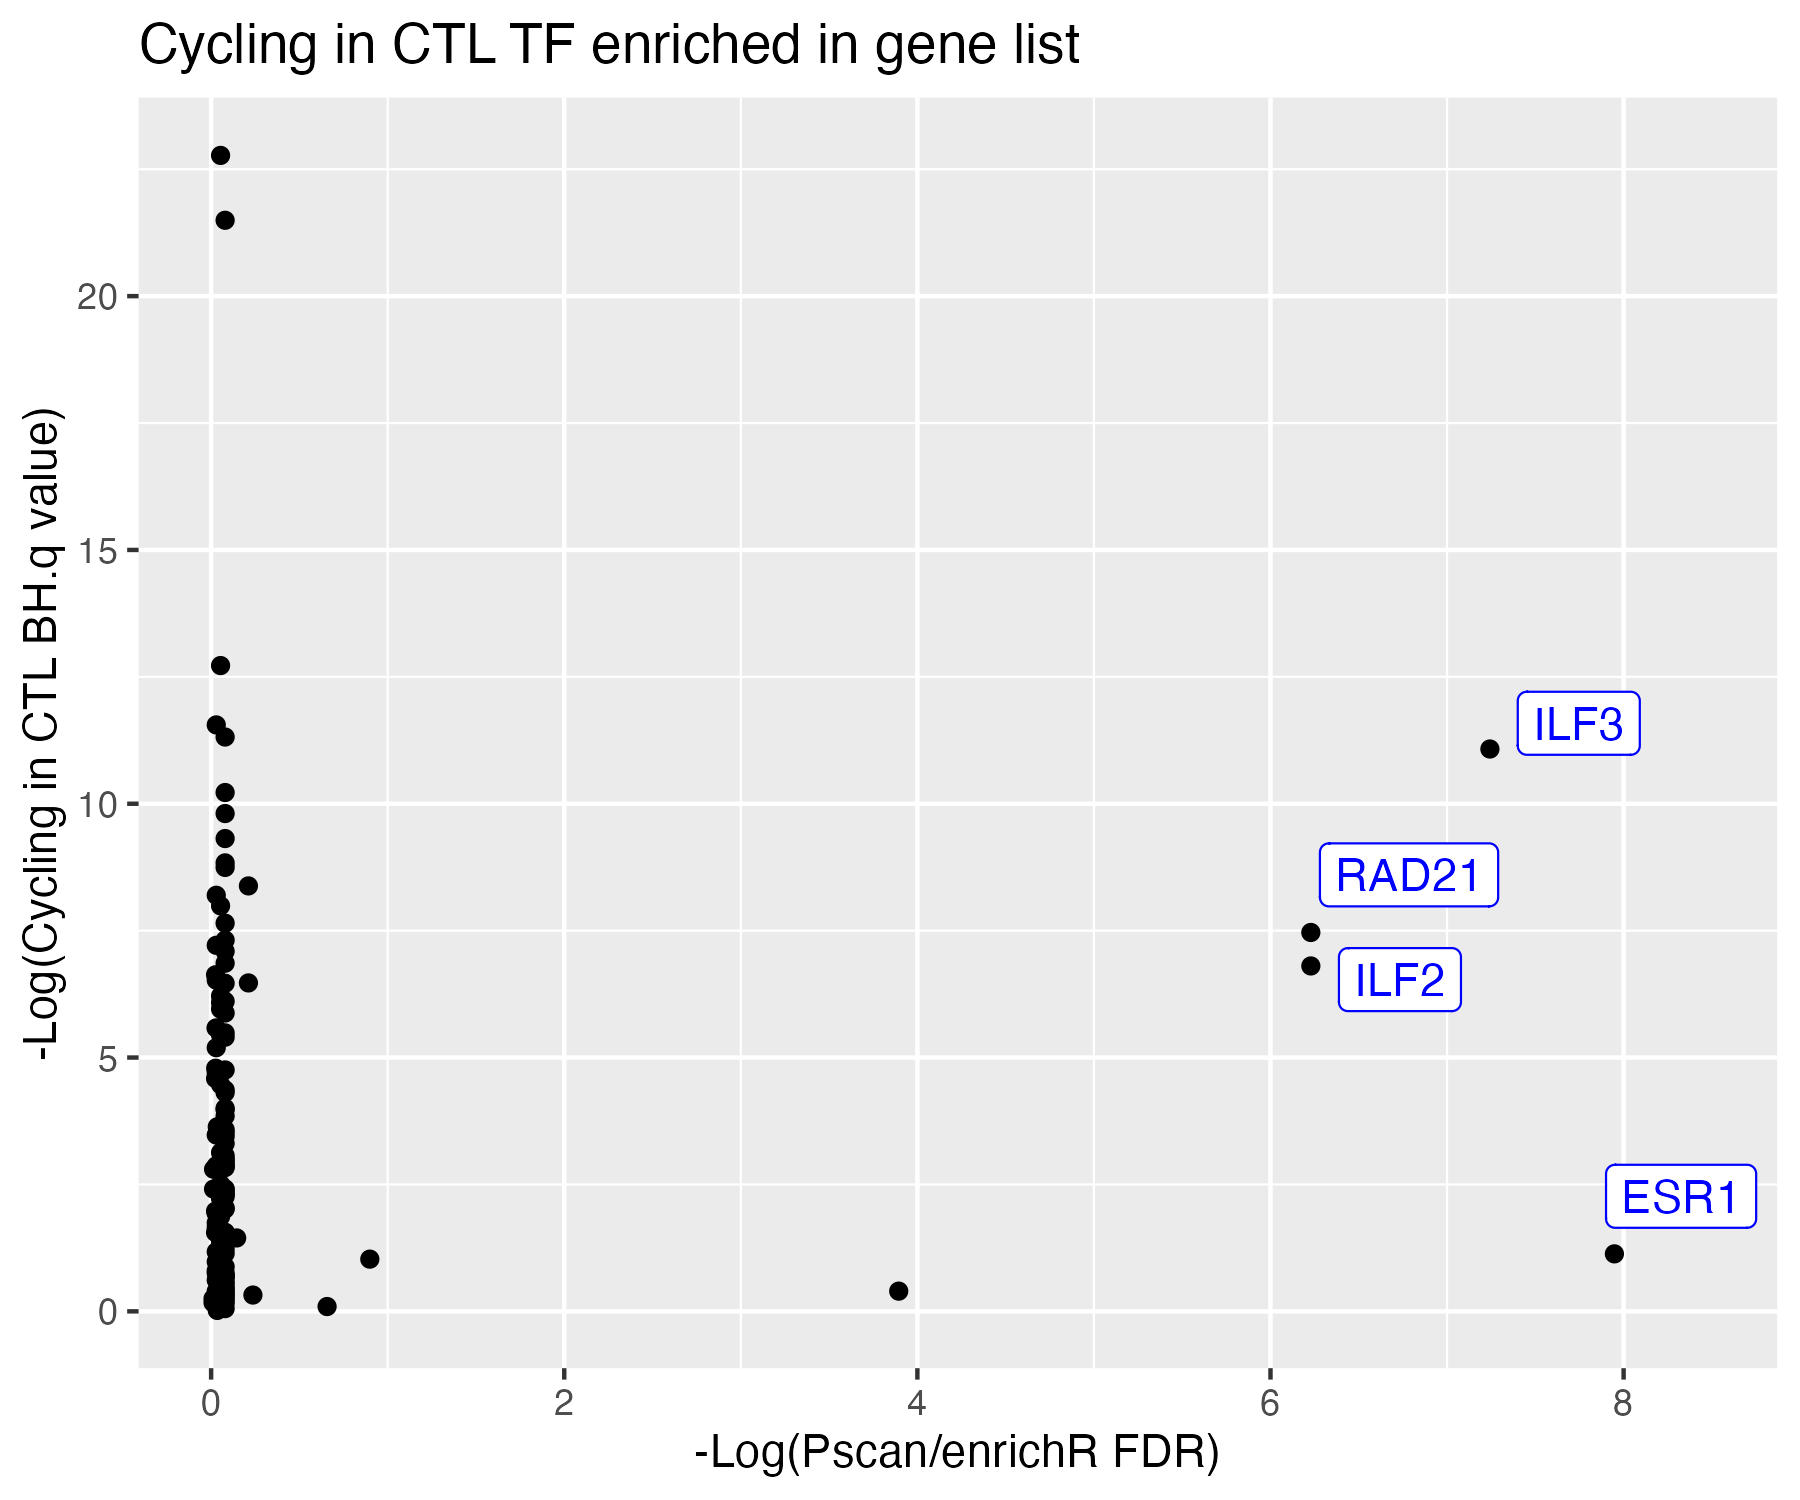 Cycling in CTL TF enriched in gene list
-Log(Cycling in CTL BH.q value)
20
15
10
5
0
ILF3
RAD21
ILF2
ESR1
0 2 4 6 8
-Log(Pscan/enrichR FDR)